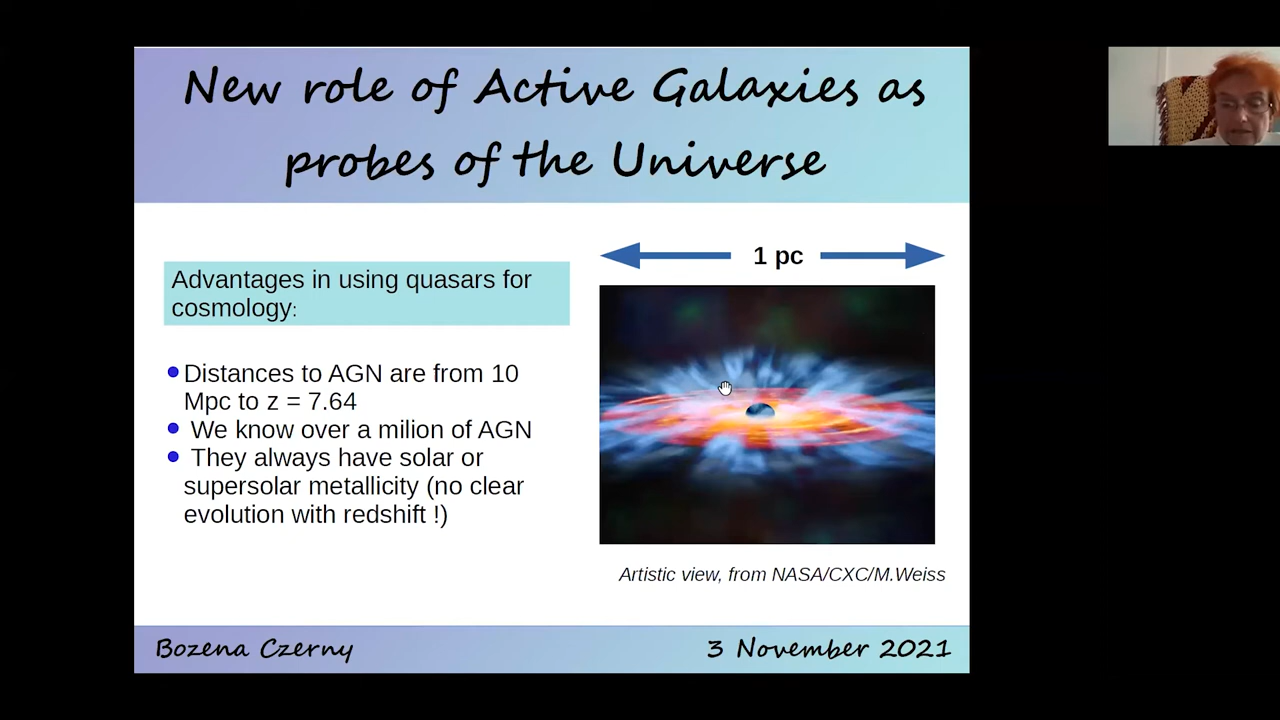 New role of Active Galaxies as
probes of the Universe
Advantages in using quasars for
cosmology:
Distances to AGN are from 10
Mpc to z = 7.64
We know over a milion of AGN
They always have solar or
supersolar metallicity (no clear
evolution with redshift !)
1 pc
Artistic view, from NASA/CXC/M.Weiss
Bozena Czerny
3 November 2021